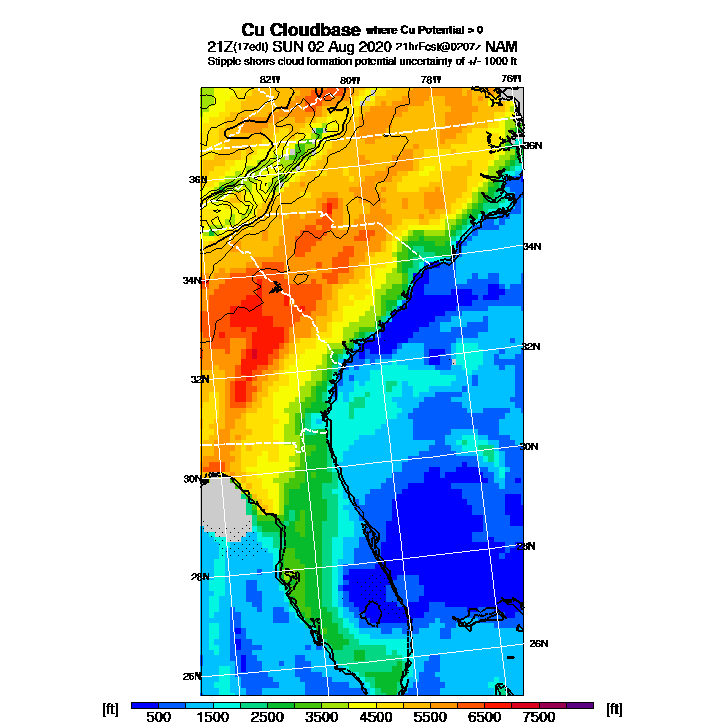 Cu Cloudbase where Cu Potential > 0
21Z(17edt) SUN 02 Aug 2020 21hrFcst@0207z NAM
Stipple shows cloud formation potential uncertainty of +/- 1000 ft
82W 80W 78W 76W
36N
36N
34N
34N
32N
32N
30N
30N
28N
28N
26N
26N
[ft] 500 1500 2500 3500 4500 5500 6500 7500 [ft]